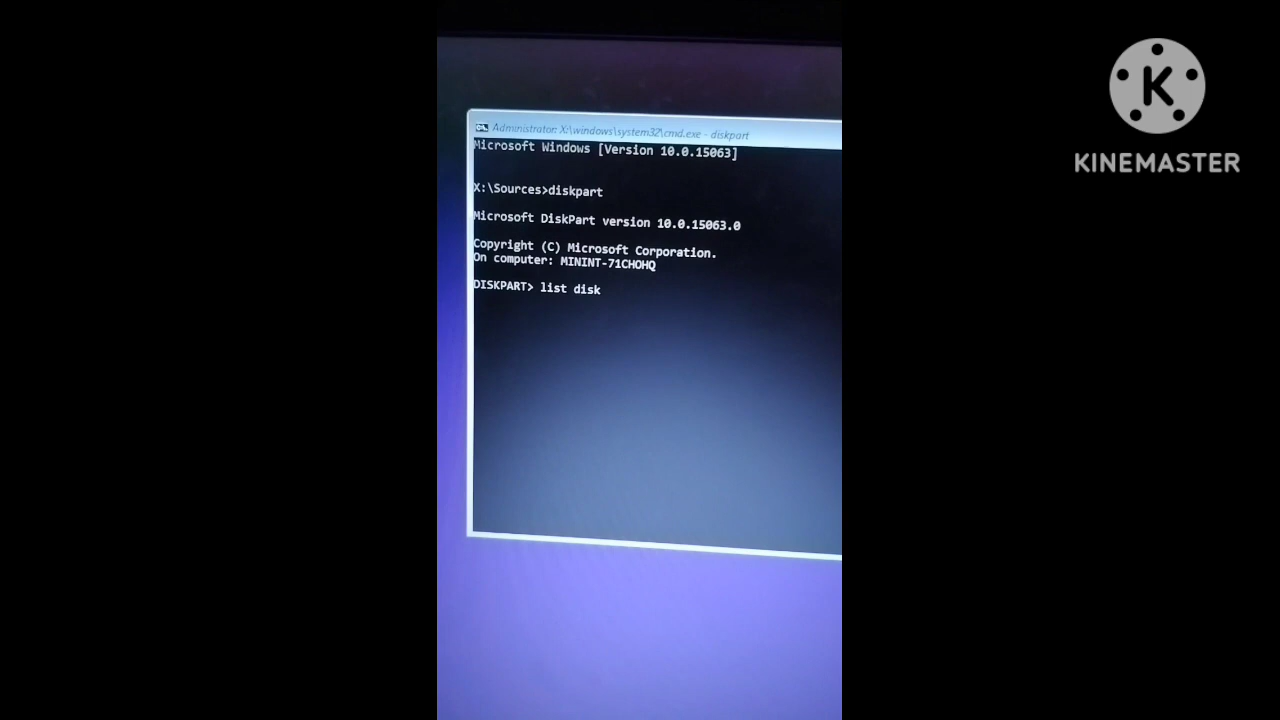 Administrator: X:\windows\system32\cmd.exe - diskpart
Microsoft Windows [Version 10.0.15063]
X:\Sources>diskpart
Microsoft DiskPart version 10.0.15063.0
Copyright (C) Microsoft Corporation.
On computer: MININT-71CHOHQ
DISKPART> list disk
K
KINEMASTER